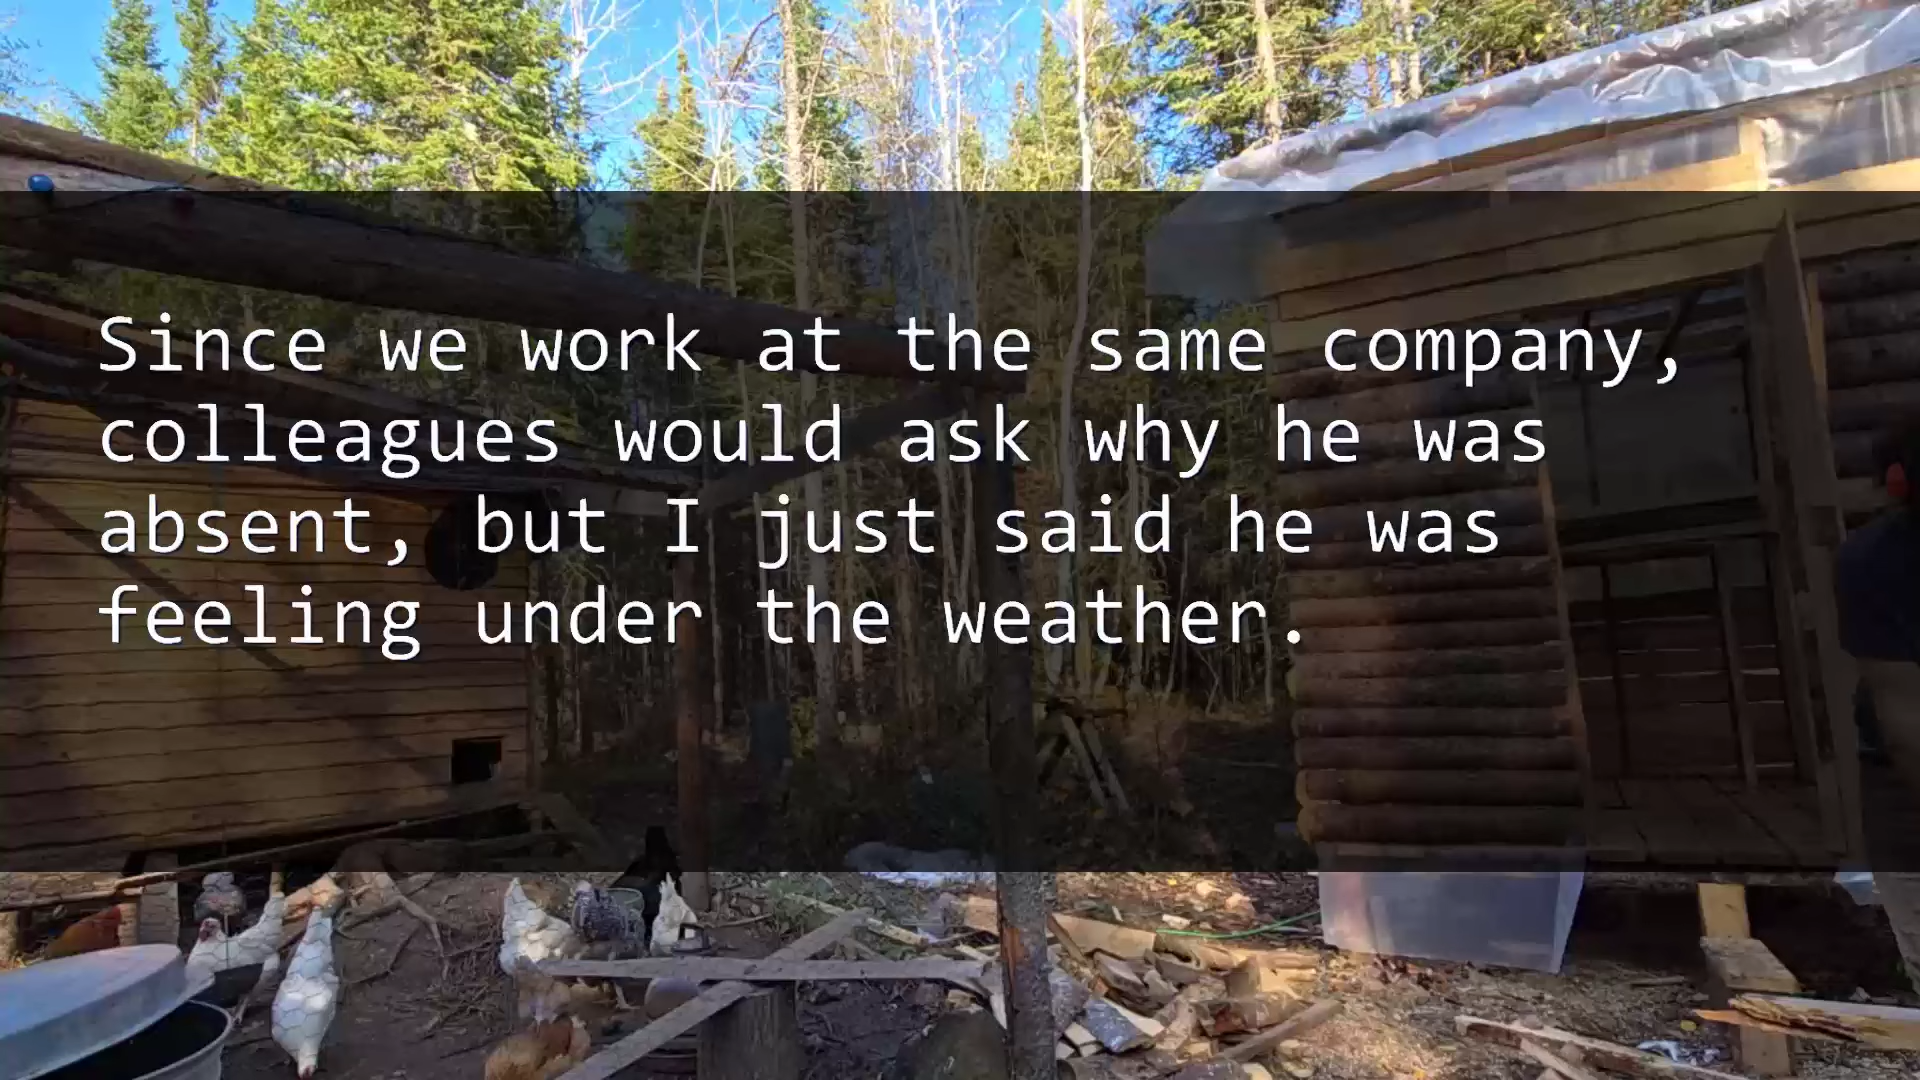 Since we work at the same company,
colleagues would ask why he was
absent, but I just said he was
feeling under the weather.